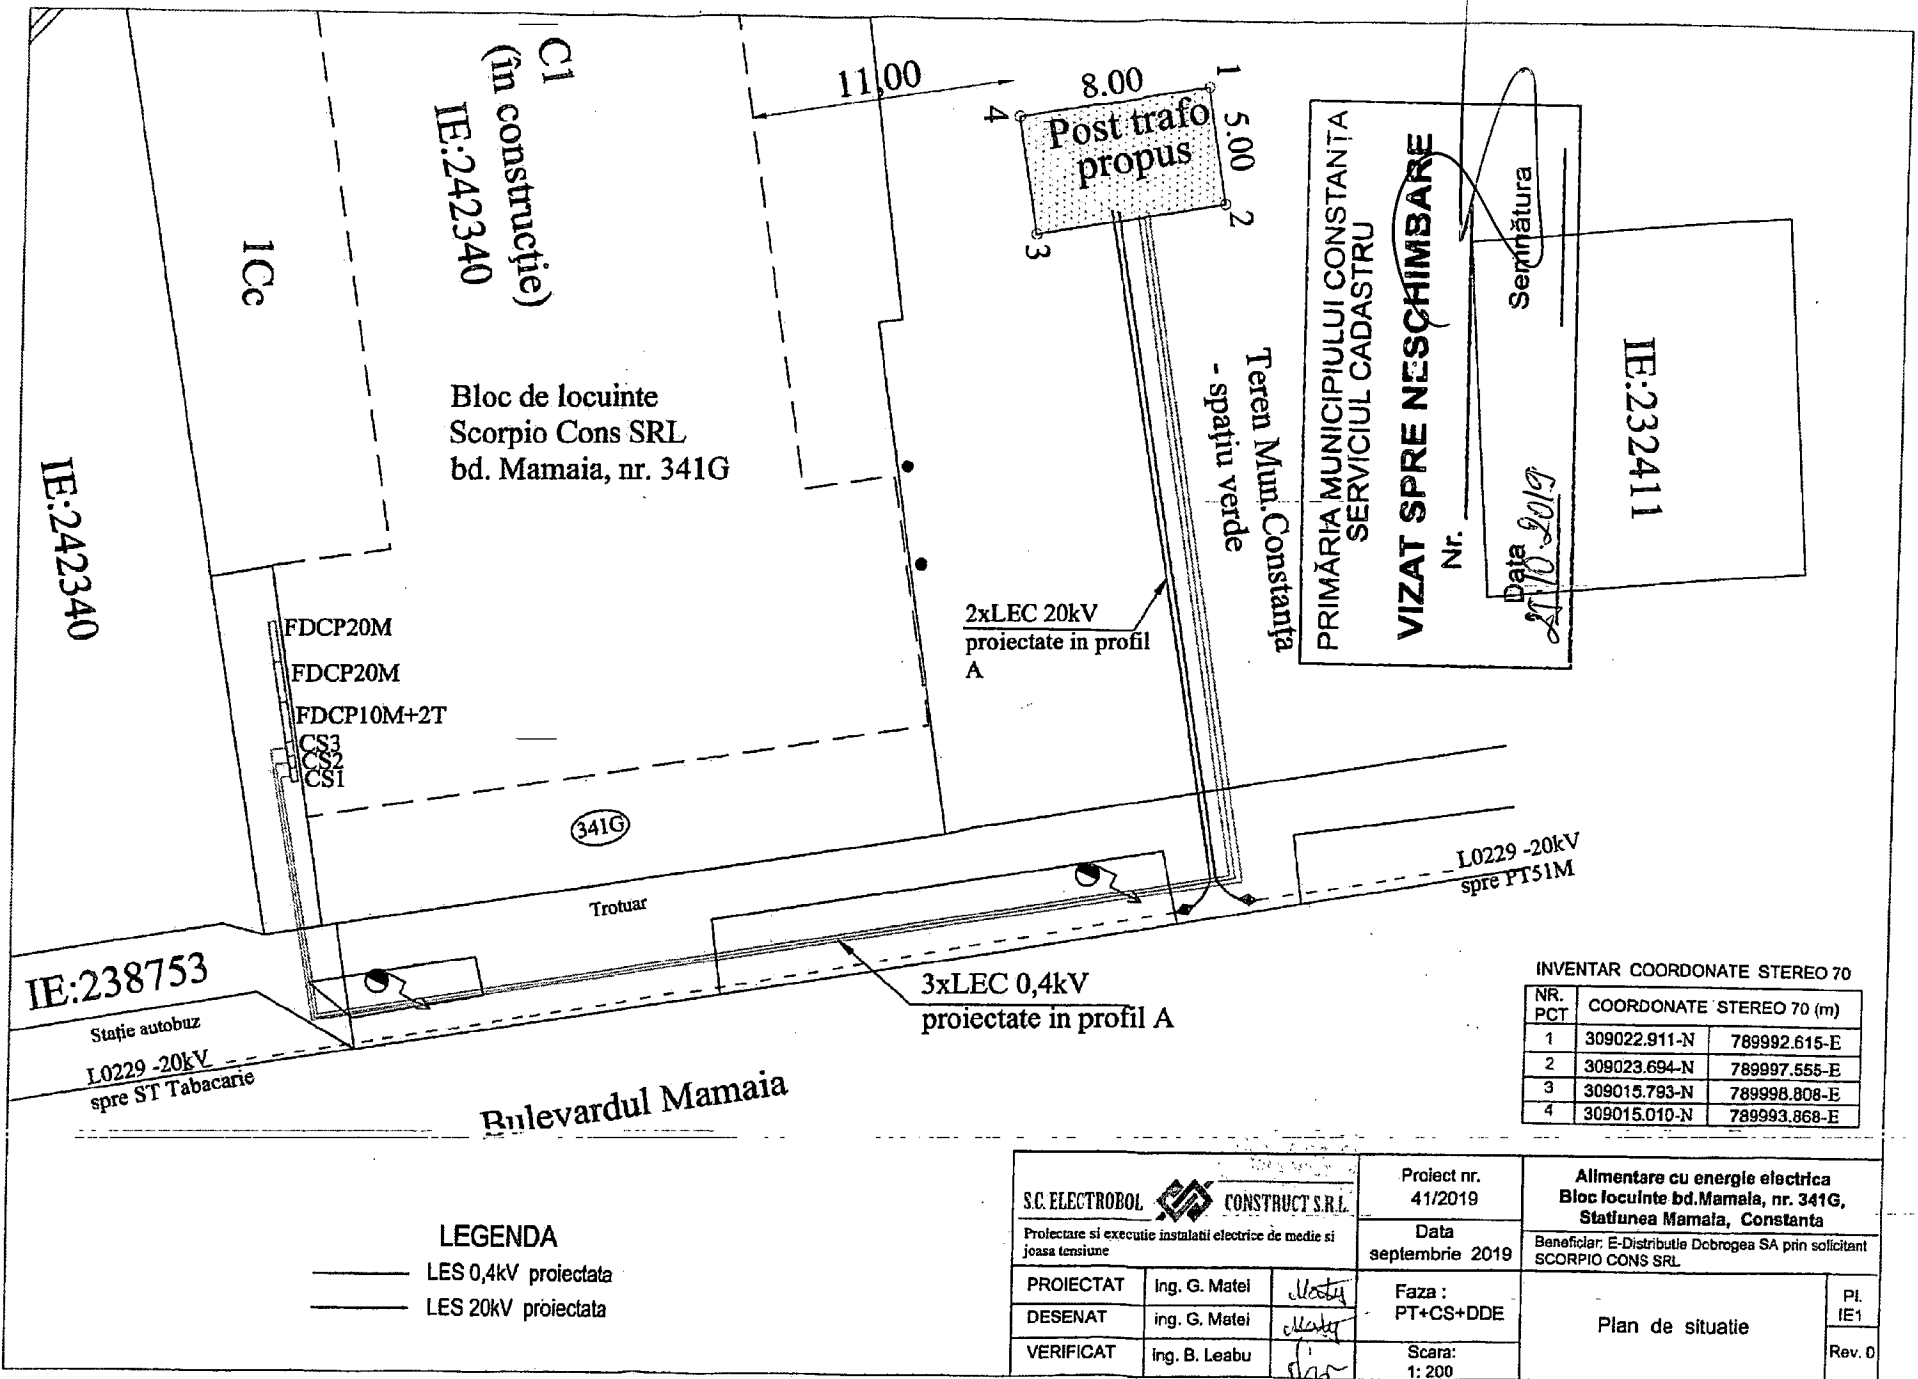 C1
(în construcție)
IE:242340
1Cc
IE:242340
11,00
8.00
5.00
1
2
3
4
Post trafo
propus
Bloc de locuinte
Scorpio Cons SRL
bd. Mamaia, nr. 341G
Teren Mun.Constanța
- spațiu verde
PRIMĂRIA MUNICIPIULUI CONSTANȚA
SERVICIUL CADASTRU
VIZAT SPRE NESCHIMBARE
Nr.
Data
Semnătura
10.2019
IE:232411
2xLEC 20kV
proiectate in profil
A
FDCP20M
FDCP20M
FDCP10M+2T
CS3
CS2
CS1
341G
Trotuar
L0229 -20kV
spre PT51M
IE:238753
Stație autobuz
L0229 -20kV
spre ST Tabacarie
3xLEC 0,4kV
proiectate in profil A
Bulevardul Mamaia
INVENTAR COORDONATE STEREO 70
NR. PCT COORDONATE STEREO 70 (m)
1 309022.911-N 789992.615-E
2 309023.694-N 789997.555-E
3 309015.793-N 789998.808-E
4 309015.010-N 789993.868-E
LEGENDA
LES 0,4kV proiectata
LES 20kV proiectata
S.C. ELECTROBOL CONSTRUCT S.R.L.
Proiectare si executie instalatii electrice de medie si
joasa tensiune
Proiect nr.
41/2019
Data
septembrie 2019
Alimentare cu energie electrica
Bloc locuinte bd.Mamaia, nr. 341G,
Statiunea Mamaia, Constanta
Beneficiar: E-Distributie Dobrogea SA prin solicitant
SCORPIO CONS SRL
PROIECTAT ing. G. Matei
DESENAT ing. G. Matei
VERIFICAT ing. B. Leabu
Faza :
PT+CS+DDE
Scara:
1: 200
Plan de situatie
Pl.
IE1
Rev. 0